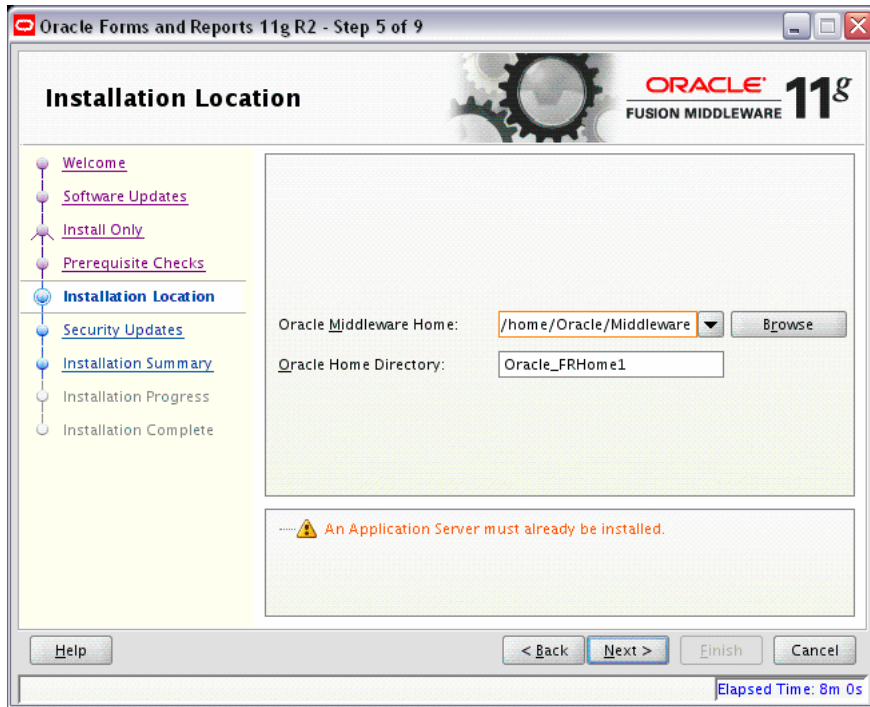 Oracle Forms and Reports 11g R2 - Step 5 of 9
Installation Location
ORACLE
FUSION MIDDLEWARE 11g
Welcome
Software Updates
Install Only
Prerequisite Checks
Installation Location
Security Updates
Installation Summary
Installation Progress
Installation Complete
Oracle Middleware Home: /home/Oracle/Middleware Browse
Oracle Home Directory: Oracle_FRHome1
An Application Server must already be installed.
Help < Back Next > Finish Cancel
Elapsed Time: 8m 0s